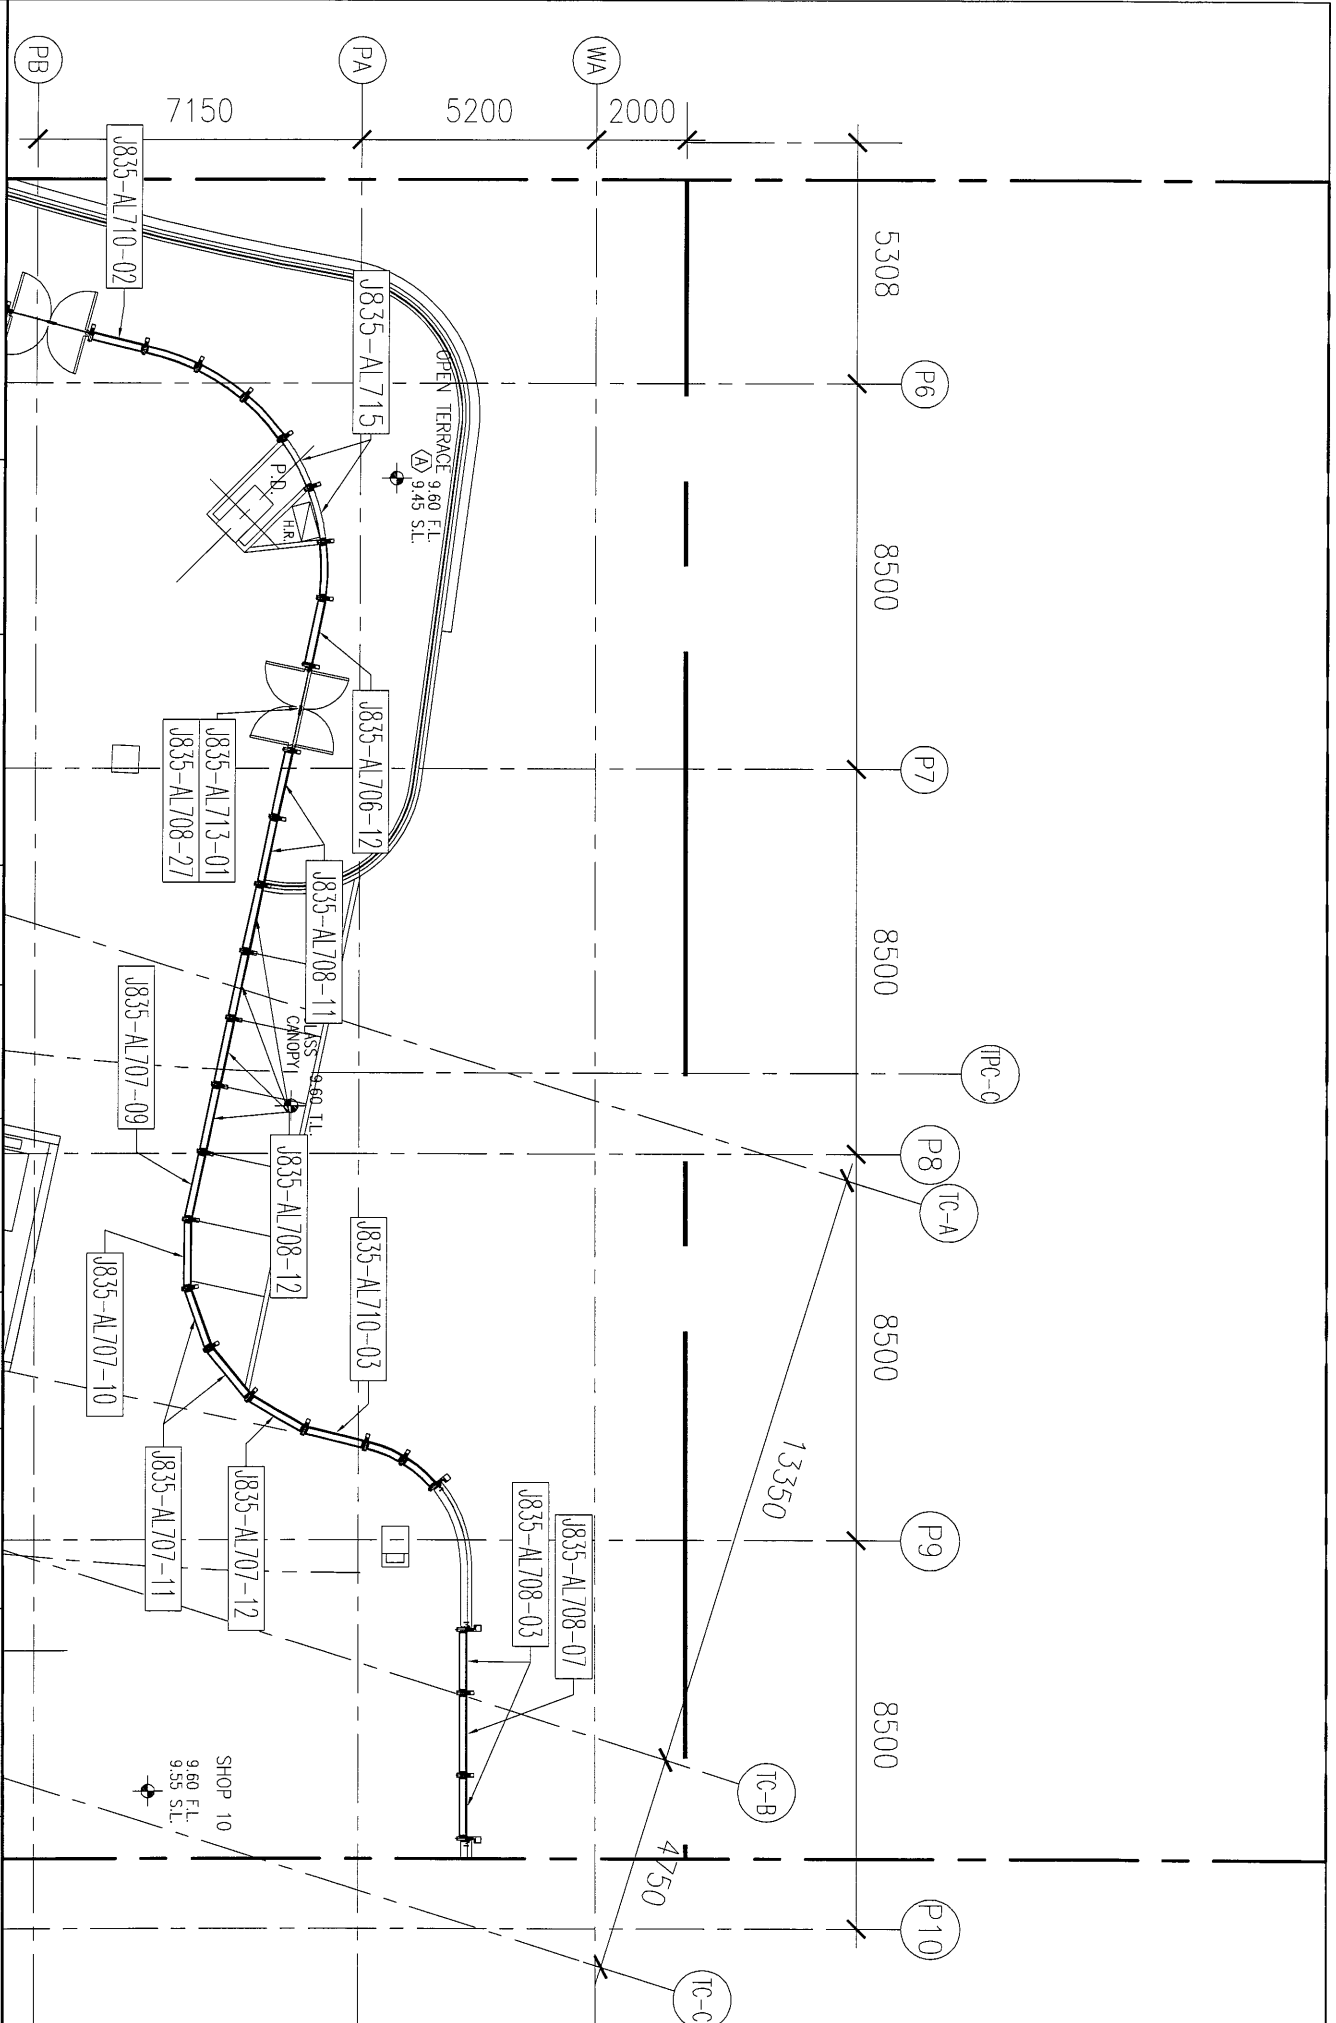 PB
PA
WA
7150
5200
2000
5308
P6
8500
P7
8500
TPC-C
P8
TC-A
8500
13350
P9
8500
TC-B
4750
P10
TC-C
J835-AL710-02
J835-AL715
OPEN TERRACE
A
9.60 F.L.
9.45 S.L.
P.D.
H.R.
J835-AL706-12
J835-AL713-01
J835-AL708-27
J835-AL708-11
LASS
CANOPY
9.60 T.L.
J835-AL707-09
J835-AL708-12
J835-AL707-10
J835-AL710-03
J835-AL707-11
J835-AL707-12
J835-AL708-03
J835-AL708-07
SHOP 10
9.60 F.L.
9.55 S.L.